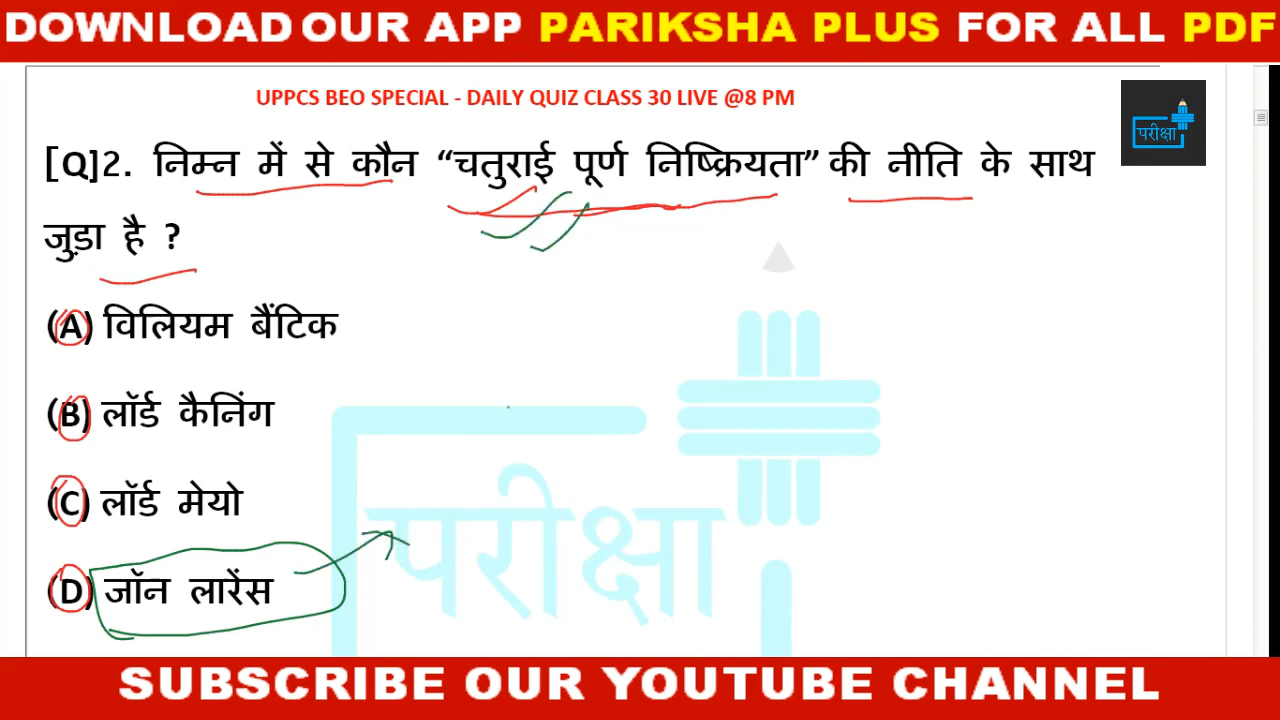 DOWNLOAD OUR APP PARIKSHA PLUS FOR ALL PDF
UPPCS BEO SPECIAL - DAILY QUIZ CLASS 30 LIVE @8 PM
परीक्षा
[Q]2. निम्न में से कौन “चतुराई पूर्ण निष्क्रियता” की नीति के साथ
जुड़ा है ?
(A) विलियम बैंटिक
(B) लॉर्ड कैनिंग
(C) लॉर्ड मेयो
(D) जॉन लारेंस
परीक्षा
SUBSCRIBE OUR YOUTUBE CHANNEL